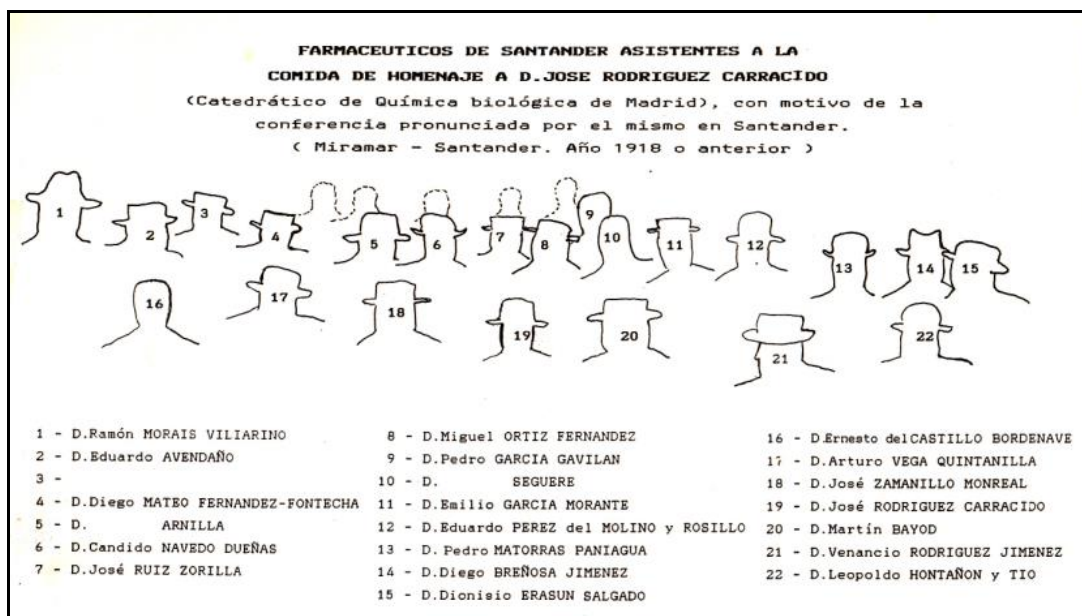 FARMACEUTICOS DE SANTANDER ASISTENTES A LA
COMIDA DE HOMENAJE A D.JOSE RODRIGUEZ CARRACIDO
(Catedrático de Química biológica de Madrid), con motivo de la
conferencia pronunciada por el mismo en Santander.
( Miramar - Santander. Año 1918 o anterior )
1
2
3
4
5
6
7
8
9
10
11
12
13
14
15
16
17
18
19
20
21
22
1 - D.Ramón MORAIS VILIARINO
2 - D.Eduardo AVENDAÑO
3 -
4 - D.Diego MATEO FERNANDEZ-FONTECHA
5 - D. ARNILLA
6 - D.Candido NAVEDO DUEÑAS
7 - D.José RUIZ ZORILLA
8 - D.Miguel ORTIZ FERNANDEZ
9 - D.Pedro GARCIA GAVILAN
10 - D. SEGUERE
11 - D.Emilio GARCIA MORANTE
12 - D.Eduardo PEREZ del MOLINO y ROSILLO
13 - D. Pedro MATORRAS PANIAGUA
14 - D.Diego BREÑOSA JIMENEZ
15 - D.Dionisio ERASUN SALGADO
16 - D.Ernesto del CASTILLO BORDENAVE
17 - D.Arturo VEGA QUINTANILLA
18 - D.José ZAMANILLO MONREAL
19 - D.José RODRIGUEZ CARRACIDO
20 - D.Martín BAYOD
21 - D.Venancio RODRIGUEZ JIMENEZ
22 - D.Leopoldo HONTAÑON y TIO